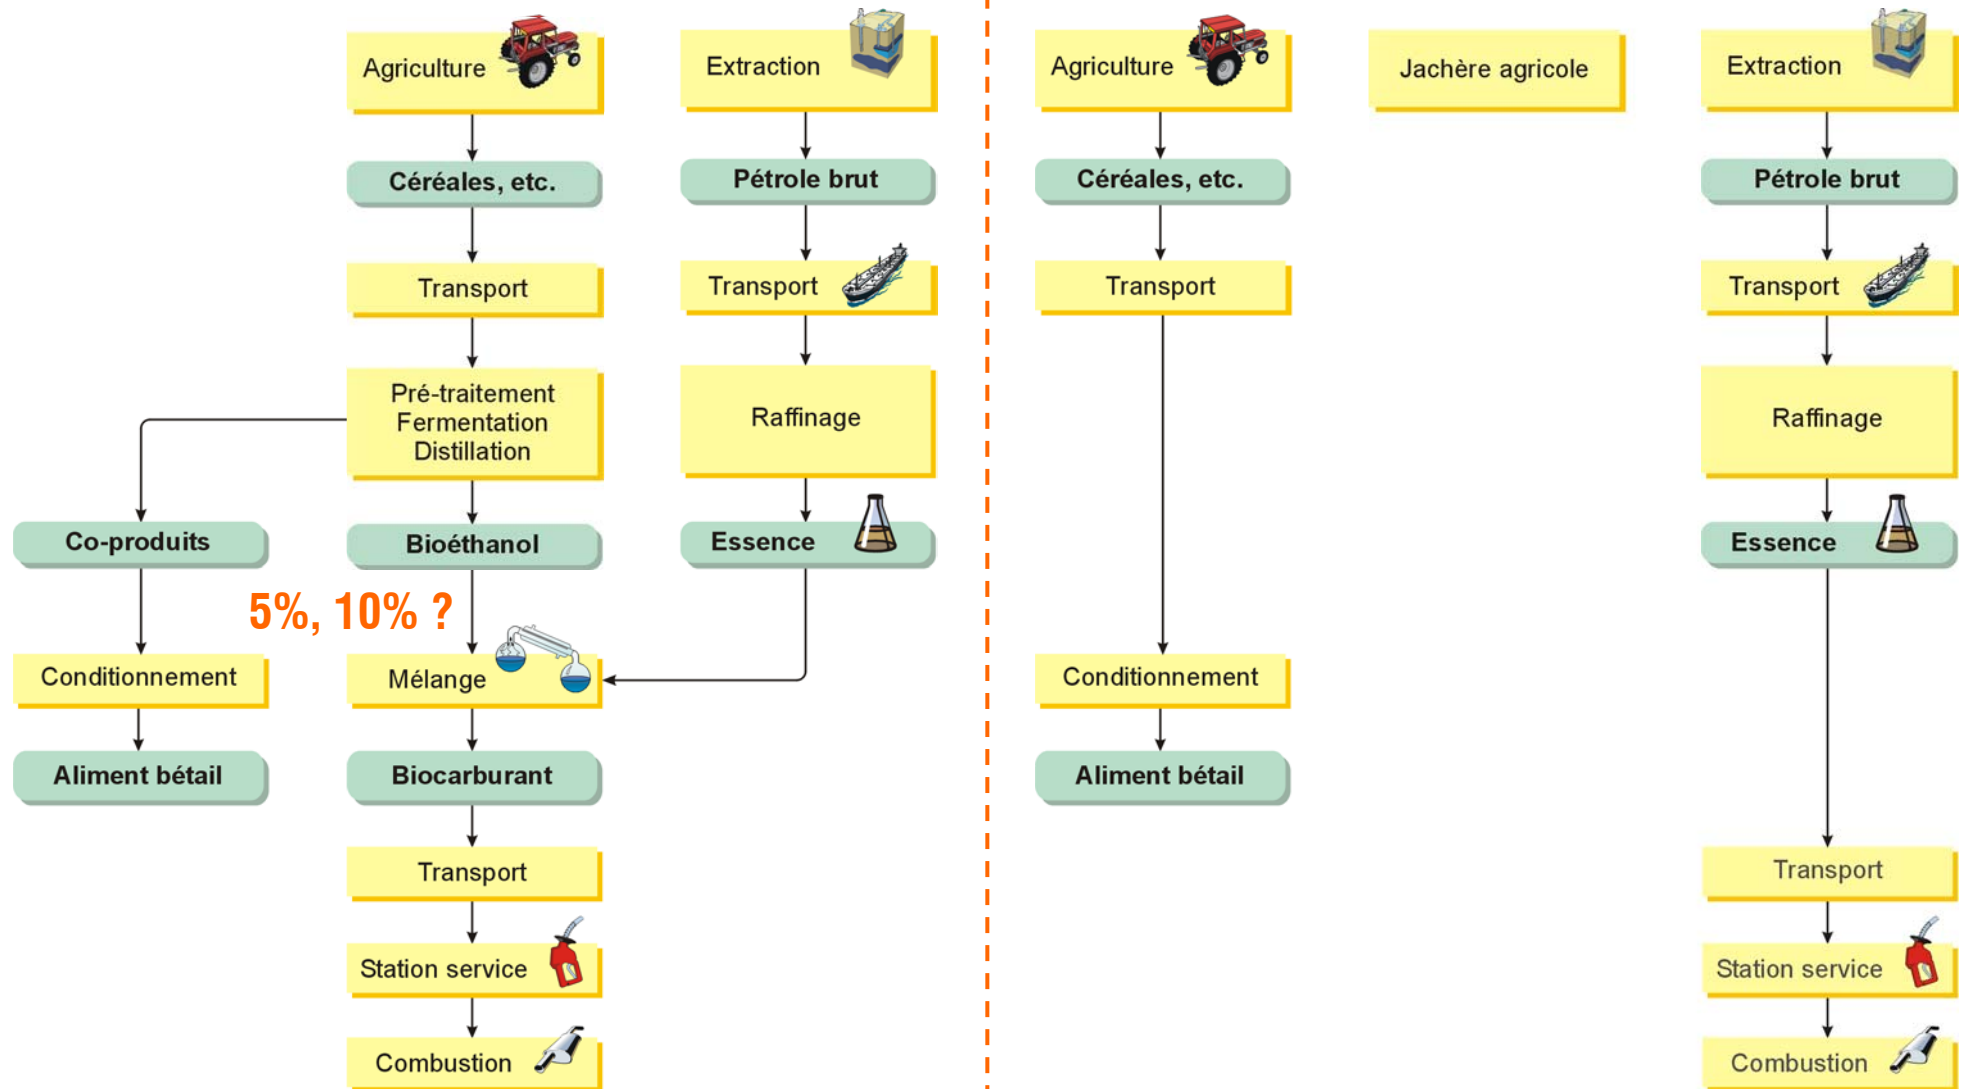 Agriculture
Extraction
Agriculture
Jachère agricole
Extraction
Céréales, etc.
Pétrole brut
Céréales, etc.
Pétrole brut
Transport
Transport
Transport
Transport
Pré-traitement
Fermentation
Distillation
Raffinage
Raffinage
Co-produits
Bioéthanol
Essence
Essence
5%, 10% ?
Conditionnement
Mélange
Conditionnement
Aliment bétail
Biocarburant
Aliment bétail
Transport
Transport
Station service
Station service
Combustion
Combustion